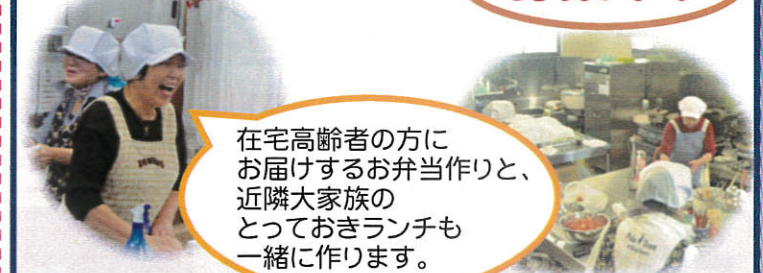 在宅高齢者の方に
お届けするお弁当作りと、
近隣大家族の
とっておきランチも
一緒に作ります。